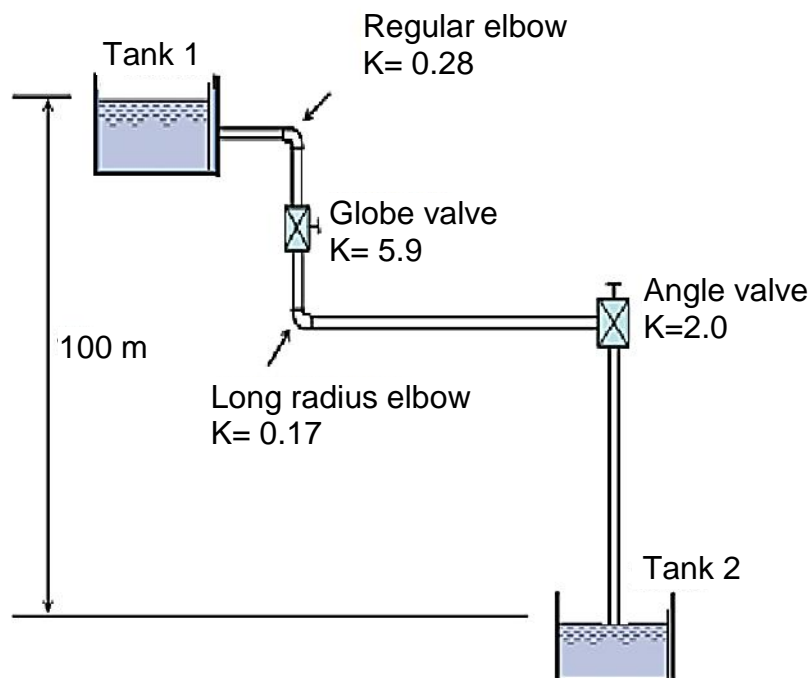 Regular elbow
K= 0.28
Tank 1
Globe valve
K= 5.9
Angle valve
K=2.0
100 m
Long radius elbow
K= 0.17
Tank 2